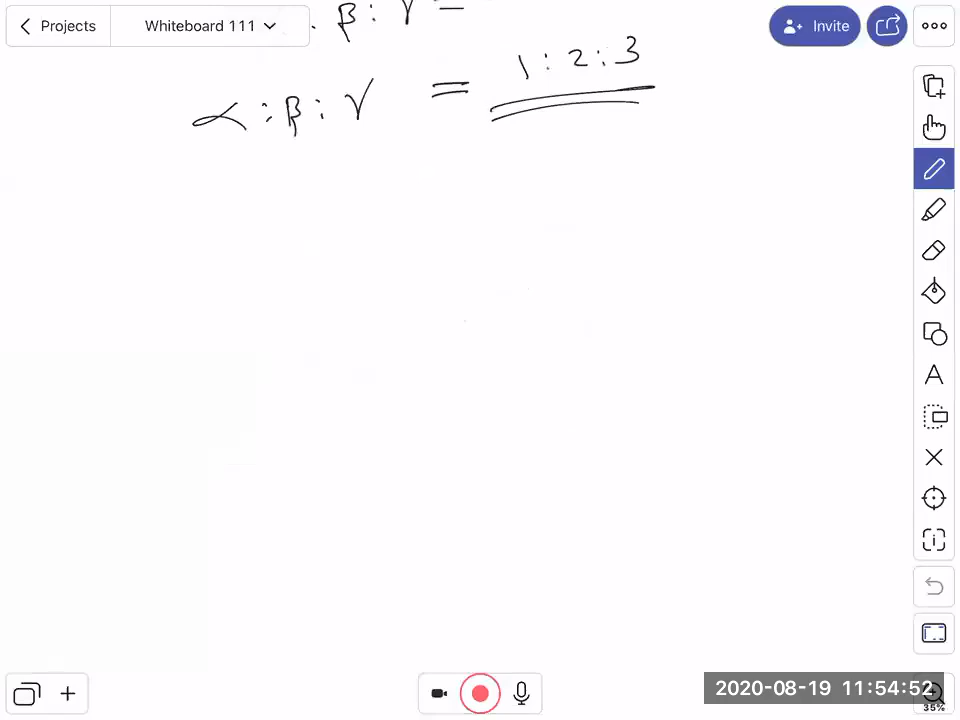 Projects
Whiteboard 111
Invite
. β : γ =
α : β : γ = 1 : 2 : 3
2020-08-19 11:54:52
35%